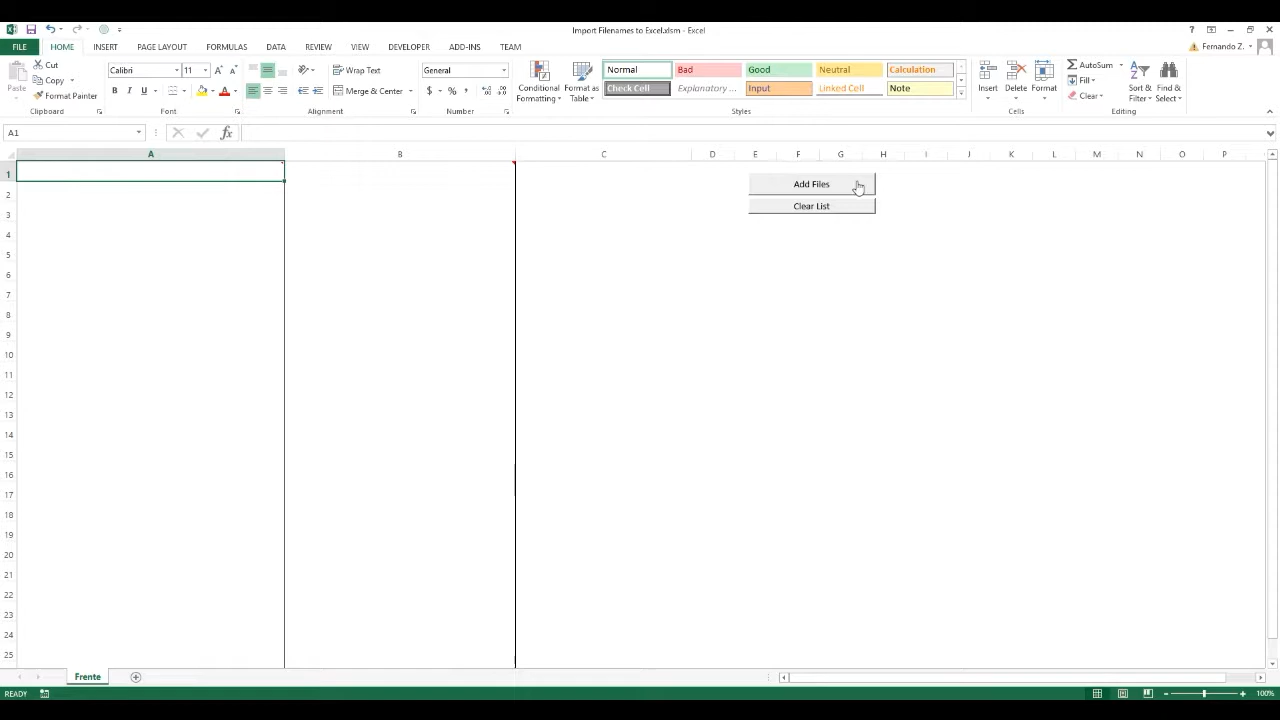 Import Filenames to Excel.xlsm - Excel
FILE HOME INSERT PAGE LAYOUT FORMULAS DATA REVIEW VIEW DEVELOPER ADD-INS TEAM Fernando Z.
Cut
Copy
Format Painter
Paste
Clipboard
Calibri 11
B I U
Font
Wrap Text
Merge & Center
Alignment
General
$ % ,
Number
Conditional Formatting
Format as Table
Normal Bad Good Neutral Calculation
Check Cell Explanatory ... Input Linked Cell Note
Styles
Insert Delete Format
Cells
AutoSum
Fill
Clear
Sort & Filter
Find & Select
Editing
A1
A B C D E F G H I J K L M N O P
1
2
3
4
5
6
7
8
9
10
11
12
13
14
15
16
17
18
19
20
21
22
23
24
25
Add Files
Clear List
Frente
READY 100%